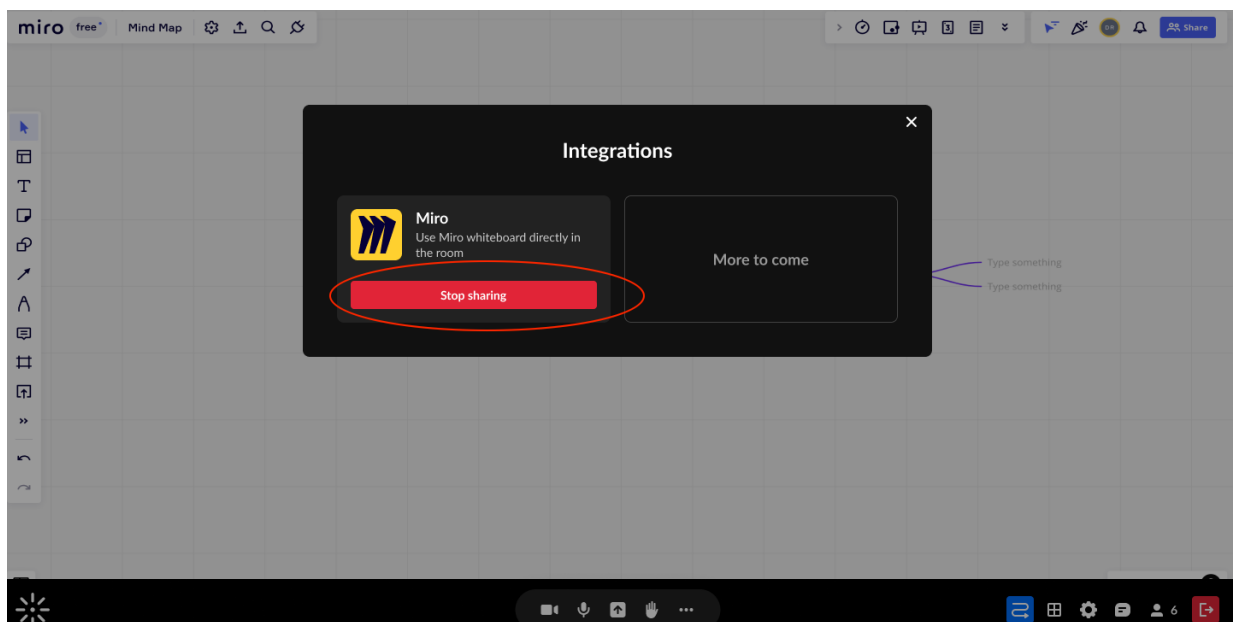 miro free Mind Map
Share
Integrations
Miro
Use Miro whiteboard directly in
the room
Stop sharing
More to come
Type something
Type something
6